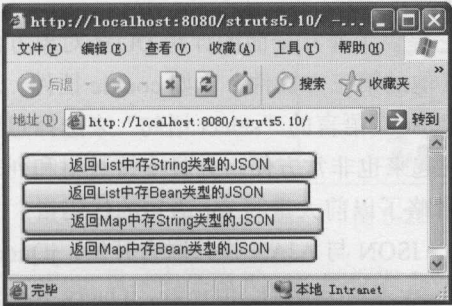 http://localhost:8080/struts5.10/ -...
文件(F) 编辑(E) 查看(V) 收藏(A) 工具(T) 帮助(H)
后退 搜索 收藏夹 »
地址(D) http://localhost:8080/struts5.10/ 转到
返回List中存String类型的JSON
返回List中存Bean类型的JSON
返回Map中存String类型的JSON
返回Map中存Bean类型的JSON
完毕 本地 Intranet